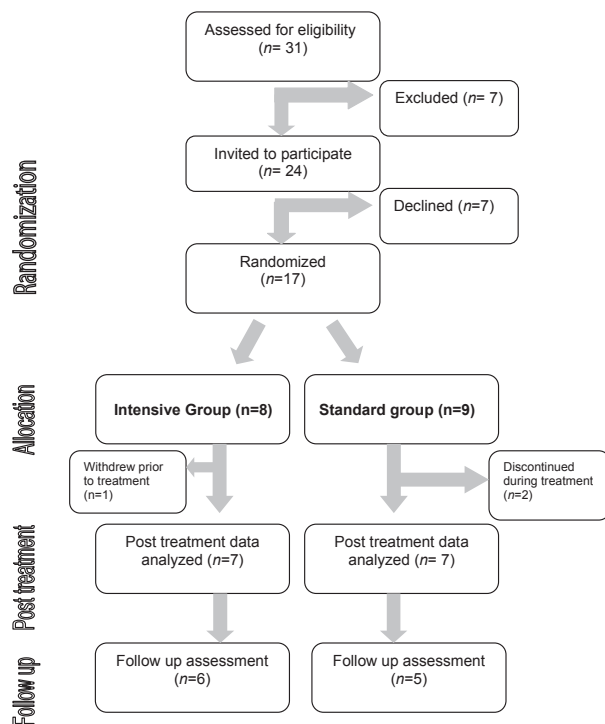 Assessed for eligibility
(n= 31)
Excluded (n= 7)
Invited to participate
(n= 24)
Declined (n=7)
Randomized
(n=17)
Randomization
Intensive Group (n=8)
Standard group (n=9)
Allocation
Withdrew prior
to treatment
(n=1)
Discontinued
during treatment
(n=2)
Post treatment data
analyzed (n=7)
Post treatment data
analyzed (n= 7)
Post treatment
Follow up assessment
(n=6)
Follow up assessment
(n=5)
Follow up